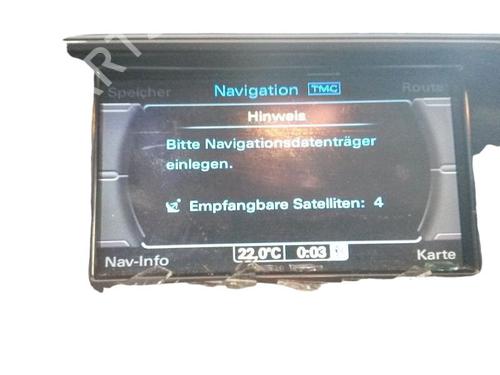 Speicher
Navigation TMC
Route
Hinweis
Bitte Navigationsdatenträger
einlegen.
Empfangbare Satelliten: 4
Nav-Info
22,0°C 0:03
Karte